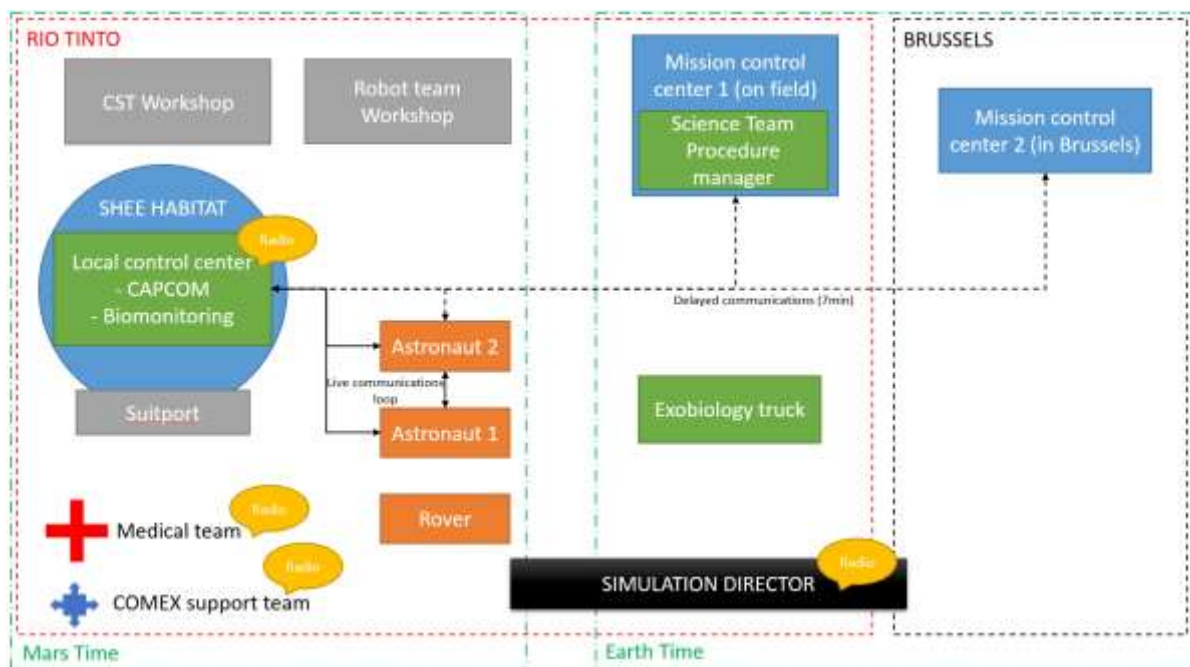 RIO TINTO
BRUSSELS
CST Workshop
Robot team
Workshop
Mission control
center 1 (on field)
Science Team
Procedure
manager
Mission control
center 2 (in Brussels)
SHEE HABITAT
Radio
Local control center
- CAPCOM
- Biomonitoring
Delayed communications (7min)
Astronaut 2
Live communications
loop
Astronaut 1
Suitport
Exobiology truck
Rover
Radio
Medical team
Radio
COMEX support team
Radio
SIMULATION DIRECTOR
Mars Time
Earth Time